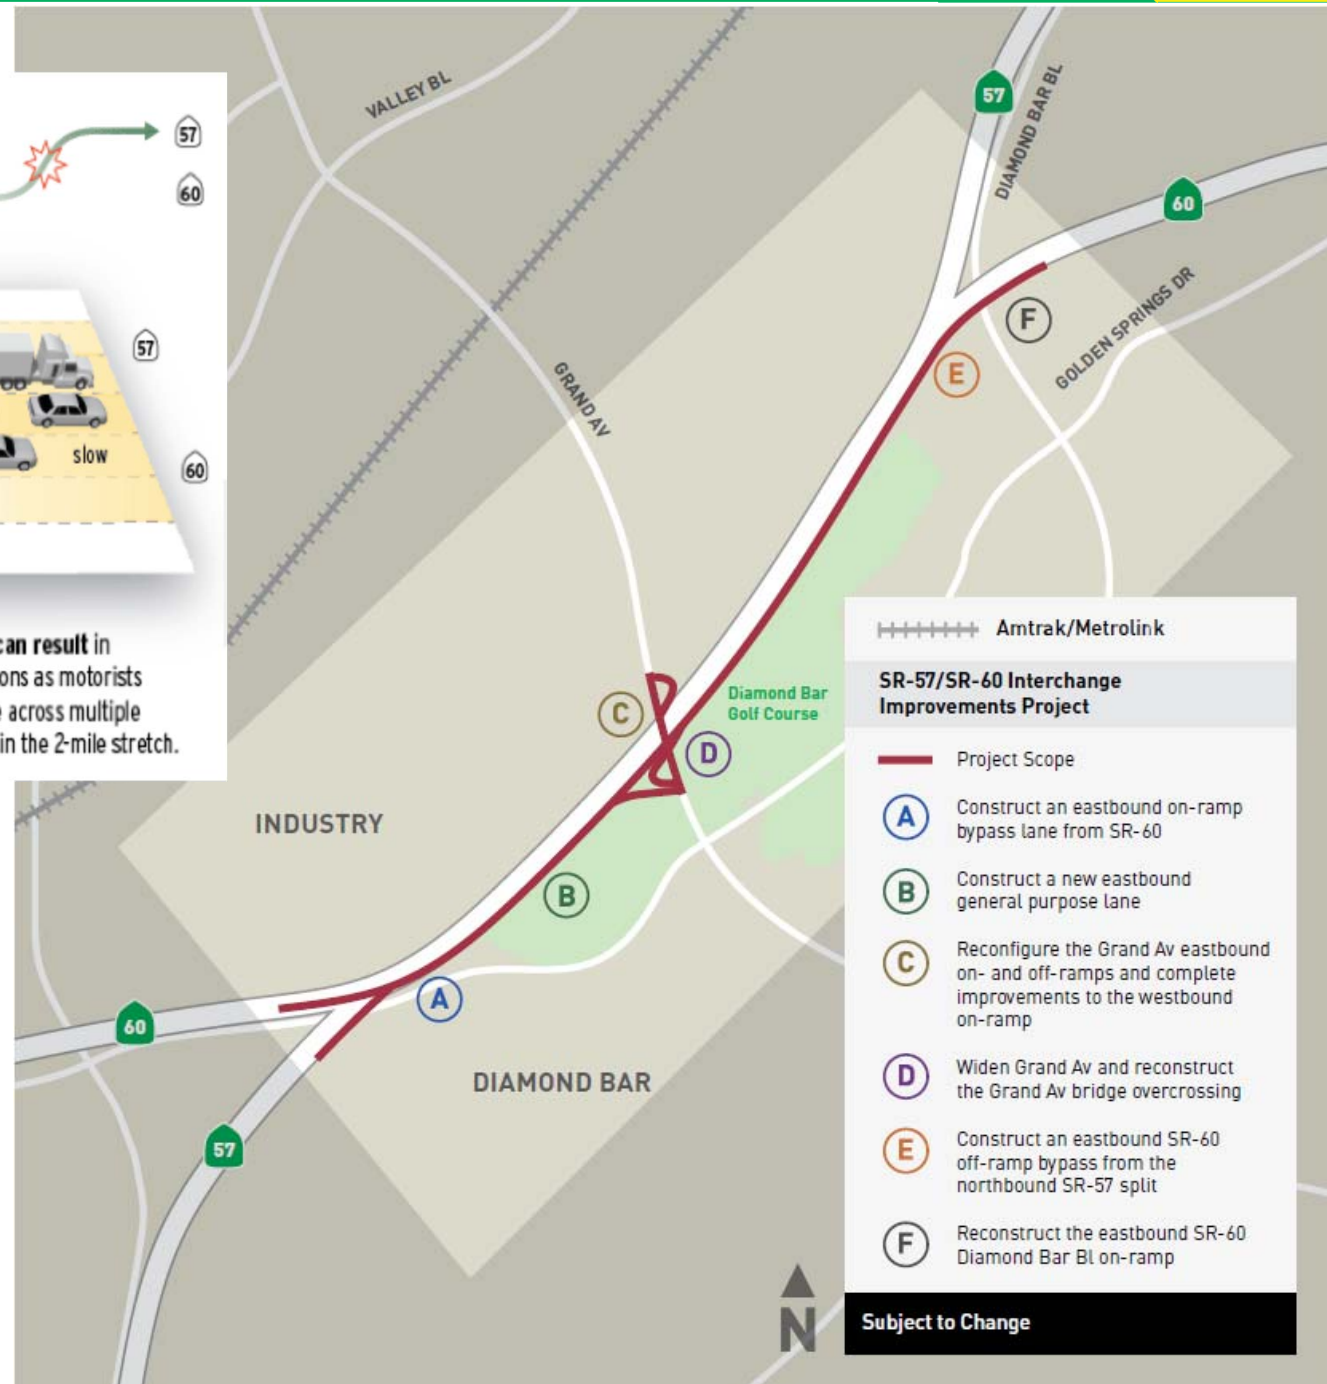 57
60
57
slow
60
can result in
ons as motorists
across multiple
in the 2-mile stretch.
VALLEY BL
57
DIAMOND BAR BL
60
GOLDEN SPRINGS DR
F
E
GRAND AV
C
Diamond Bar
Golf Course
D
INDUSTRY
B
A
60
DIAMOND BAR
57
N
Amtrak/Metrolink
SR-57/SR-60 Interchange
Improvements Project
Project Scope
A
Construct an eastbound on-ramp
bypass lane from SR-60
B
Construct a new eastbound
general purpose lane
C
Reconfigure the Grand Av eastbound
on- and off-ramps and complete
improvements to the westbound
on-ramp
D
Widen Grand Av and reconstruct
the Grand Av bridge overcrossing
E
Construct an eastbound SR-60
off-ramp bypass from the
northbound SR-57 split
F
Reconstruct the eastbound SR-60
Diamond Bar Bl on-ramp
Subject to Change